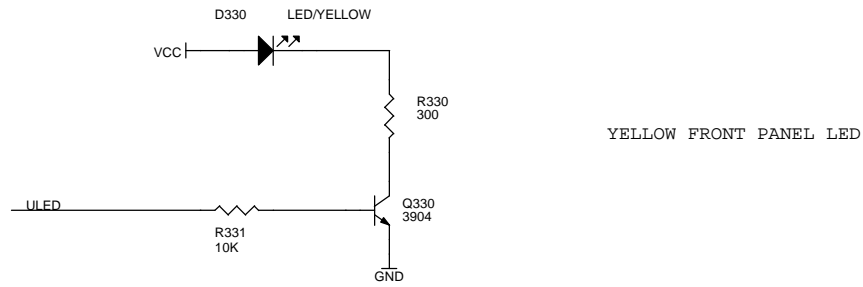 D330 LED/YELLOW
VCC
R330
300
YELLOW FRONT PANEL LED
ULED
Q330
3904
R331
10K
GND